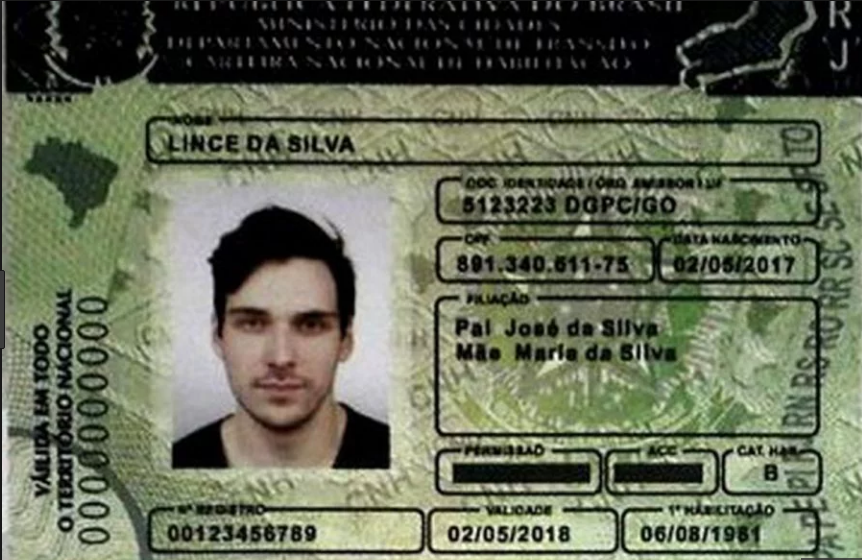 REPÚBLICA FEDERATIVA DO BRASIL
MINISTÉRIO DAS CIDADES
DEPARTAMENTO NACIONAL DE TRÂNSITO
CARTEIRA NACIONAL DE HABILITAÇÃO
RJ
NOME
LINCE DA SILVA
DOC. IDENTIDADE / ÓRG. EMISSOR / UF
5123223 DGPC/GO
CPF
DATA NASCIMENTO
891.340.611-75
02/05/2017
FILIAÇÃO
Pai José da Silva
Mãe Maria da Silva
PERMISSÃO
ACC
CAT. HAB.
B
Nº REGISTRO
VALIDADE
1ª HABILITAÇÃO
00123456789
02/05/2018
06/08/1981
VÁLIDA EM TODO
O TERRITÓRIO NACIONAL
0000000000
RN RS RO RR SC SE SP TO